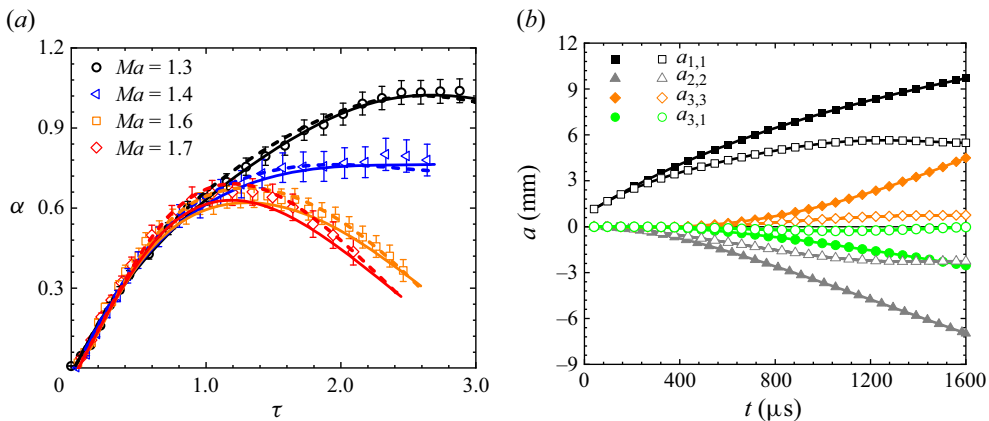 (a)
1.2
0.9
0.6
0.3
0
1.0
2.0
3.0
α
τ
Ma = 1.3
Ma = 1.4
Ma = 1.6
Ma = 1.7
(b)
12
9
6
3
0
−3
−6
−9
0
400
800
1200
1600
a (mm)
t (μs)
a1,1
a2,2
a3,3
a3,1